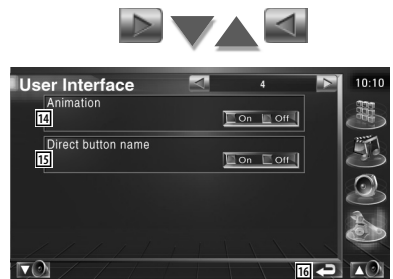 User Interface 4 10:10
Animation
14 On Off
Direct button name
15 On Off
16